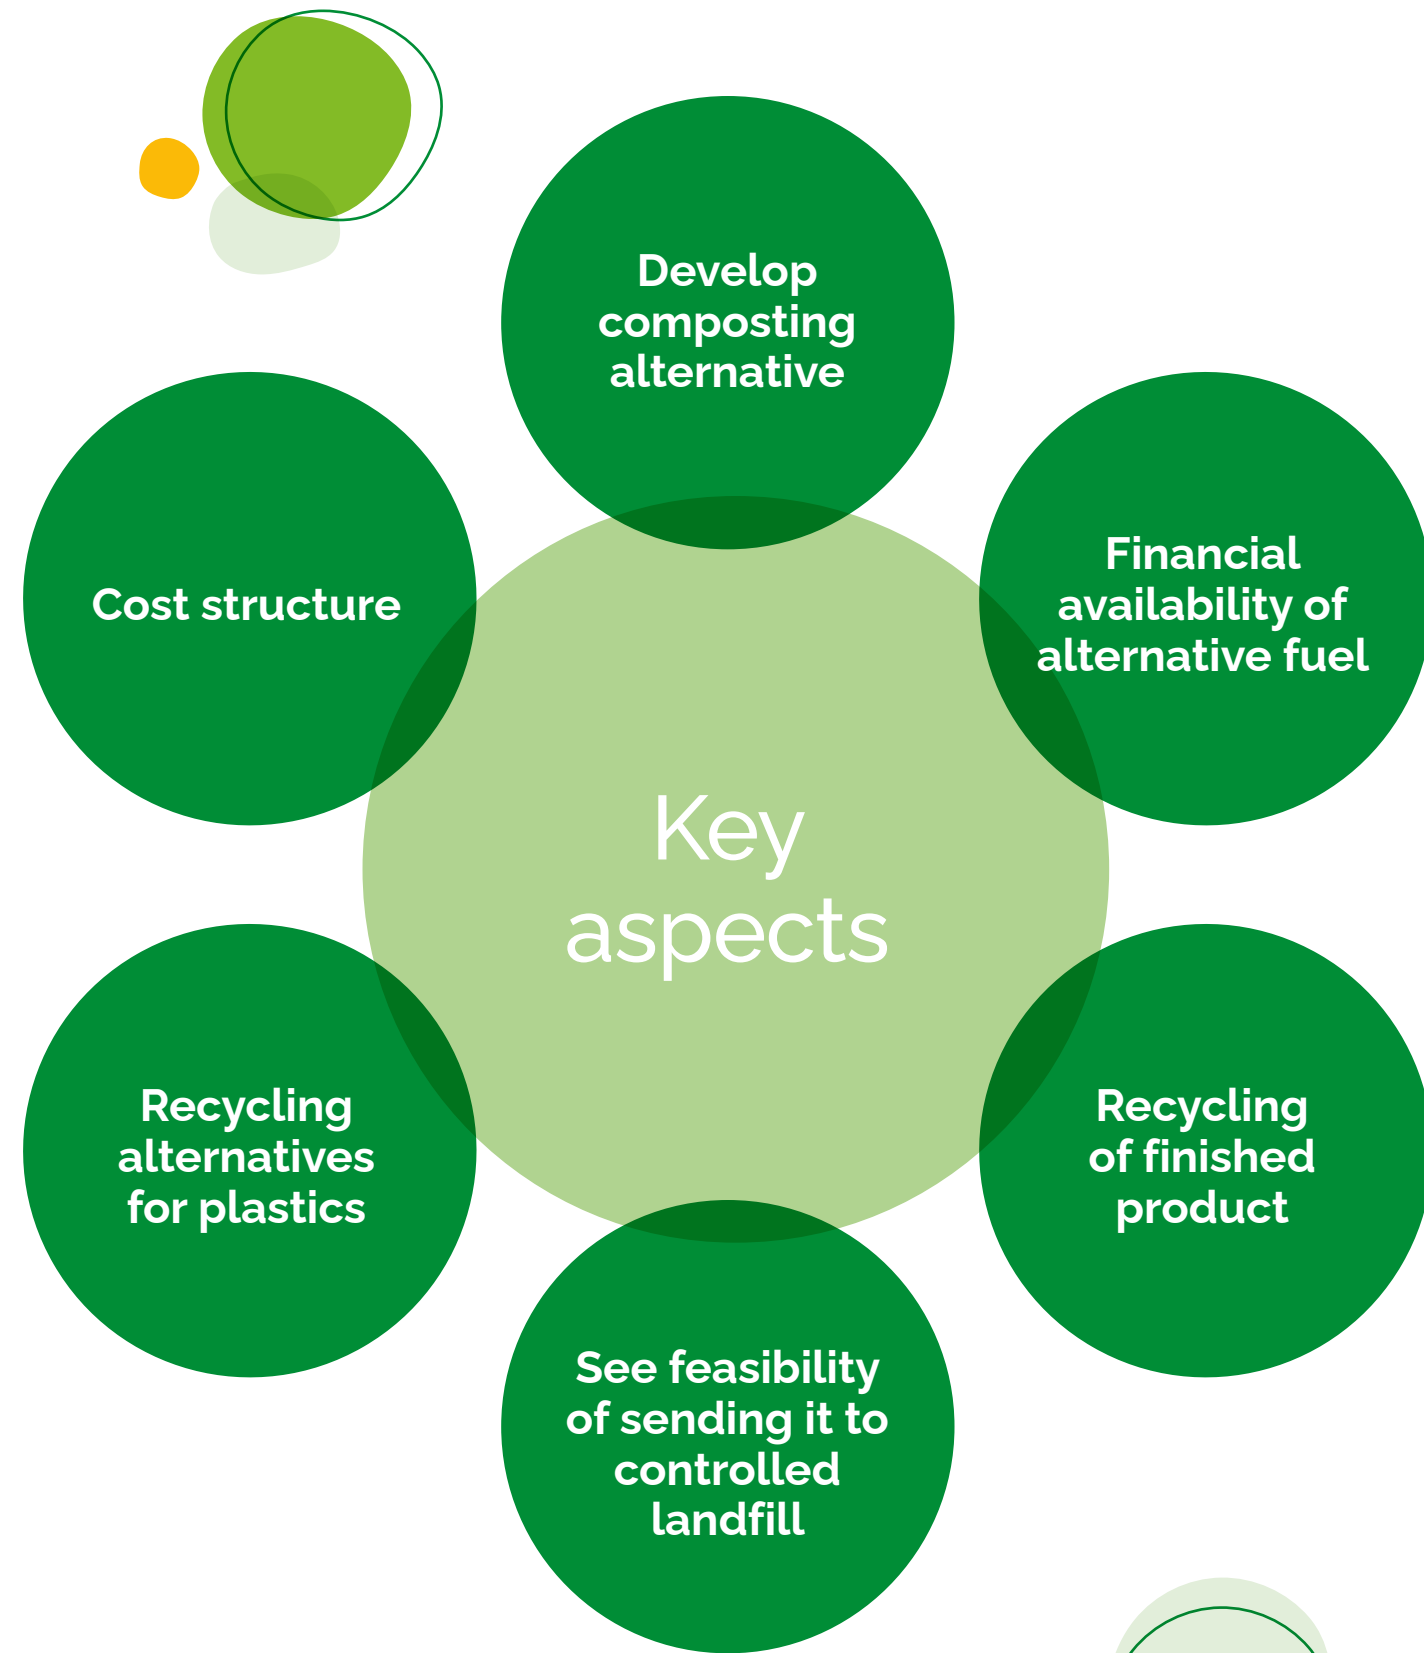 Develop
composting
alternative
Cost structure
Financial
availability of
alternative fuel
Key
aspects
Recycling
alternatives
for plastics
Recycling
of finished
product
See feasibility
of sending it to
controlled
landfill